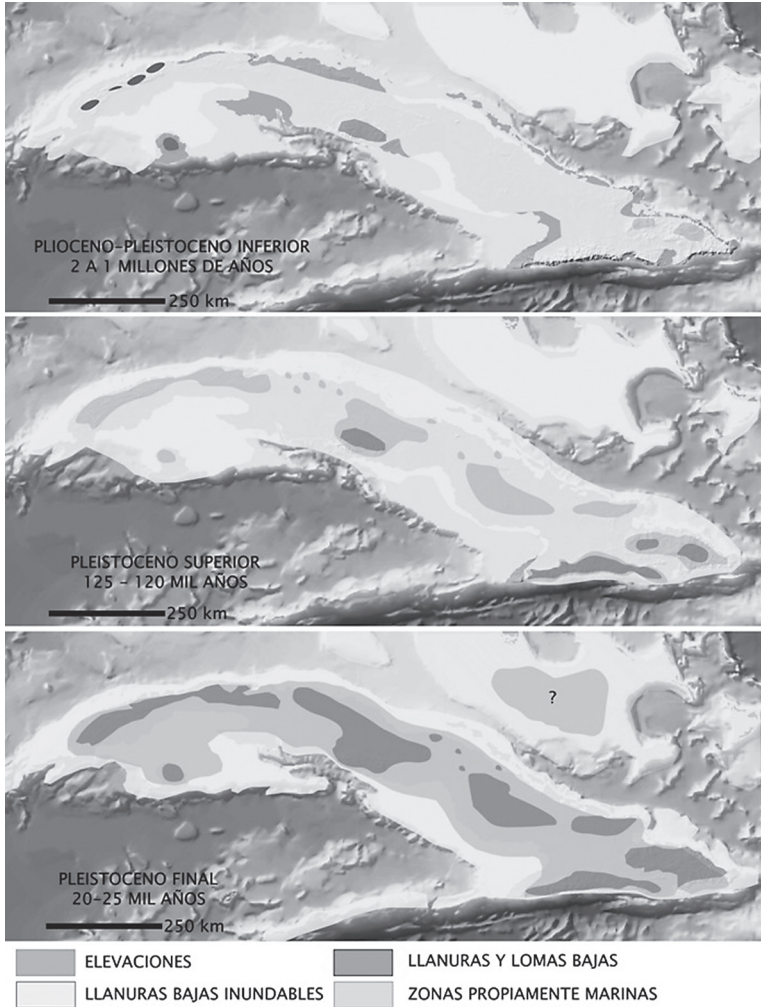 PLIOCENO-PLEISTOCENO INFERIOR
2 A 1 MILLONES DE AÑOS
250 km
PLEISTOCENO SUPERIOR
125 - 120 MIL AÑOS
250 km
?
PLEISTOCENO FINAL
20-25 MIL AÑOS
250 km
ELEVACIONES
LLANURAS Y LOMAS BAJAS
LLANURAS BAJAS INUNDABLES
ZONAS PROPIAMENTE MARINAS